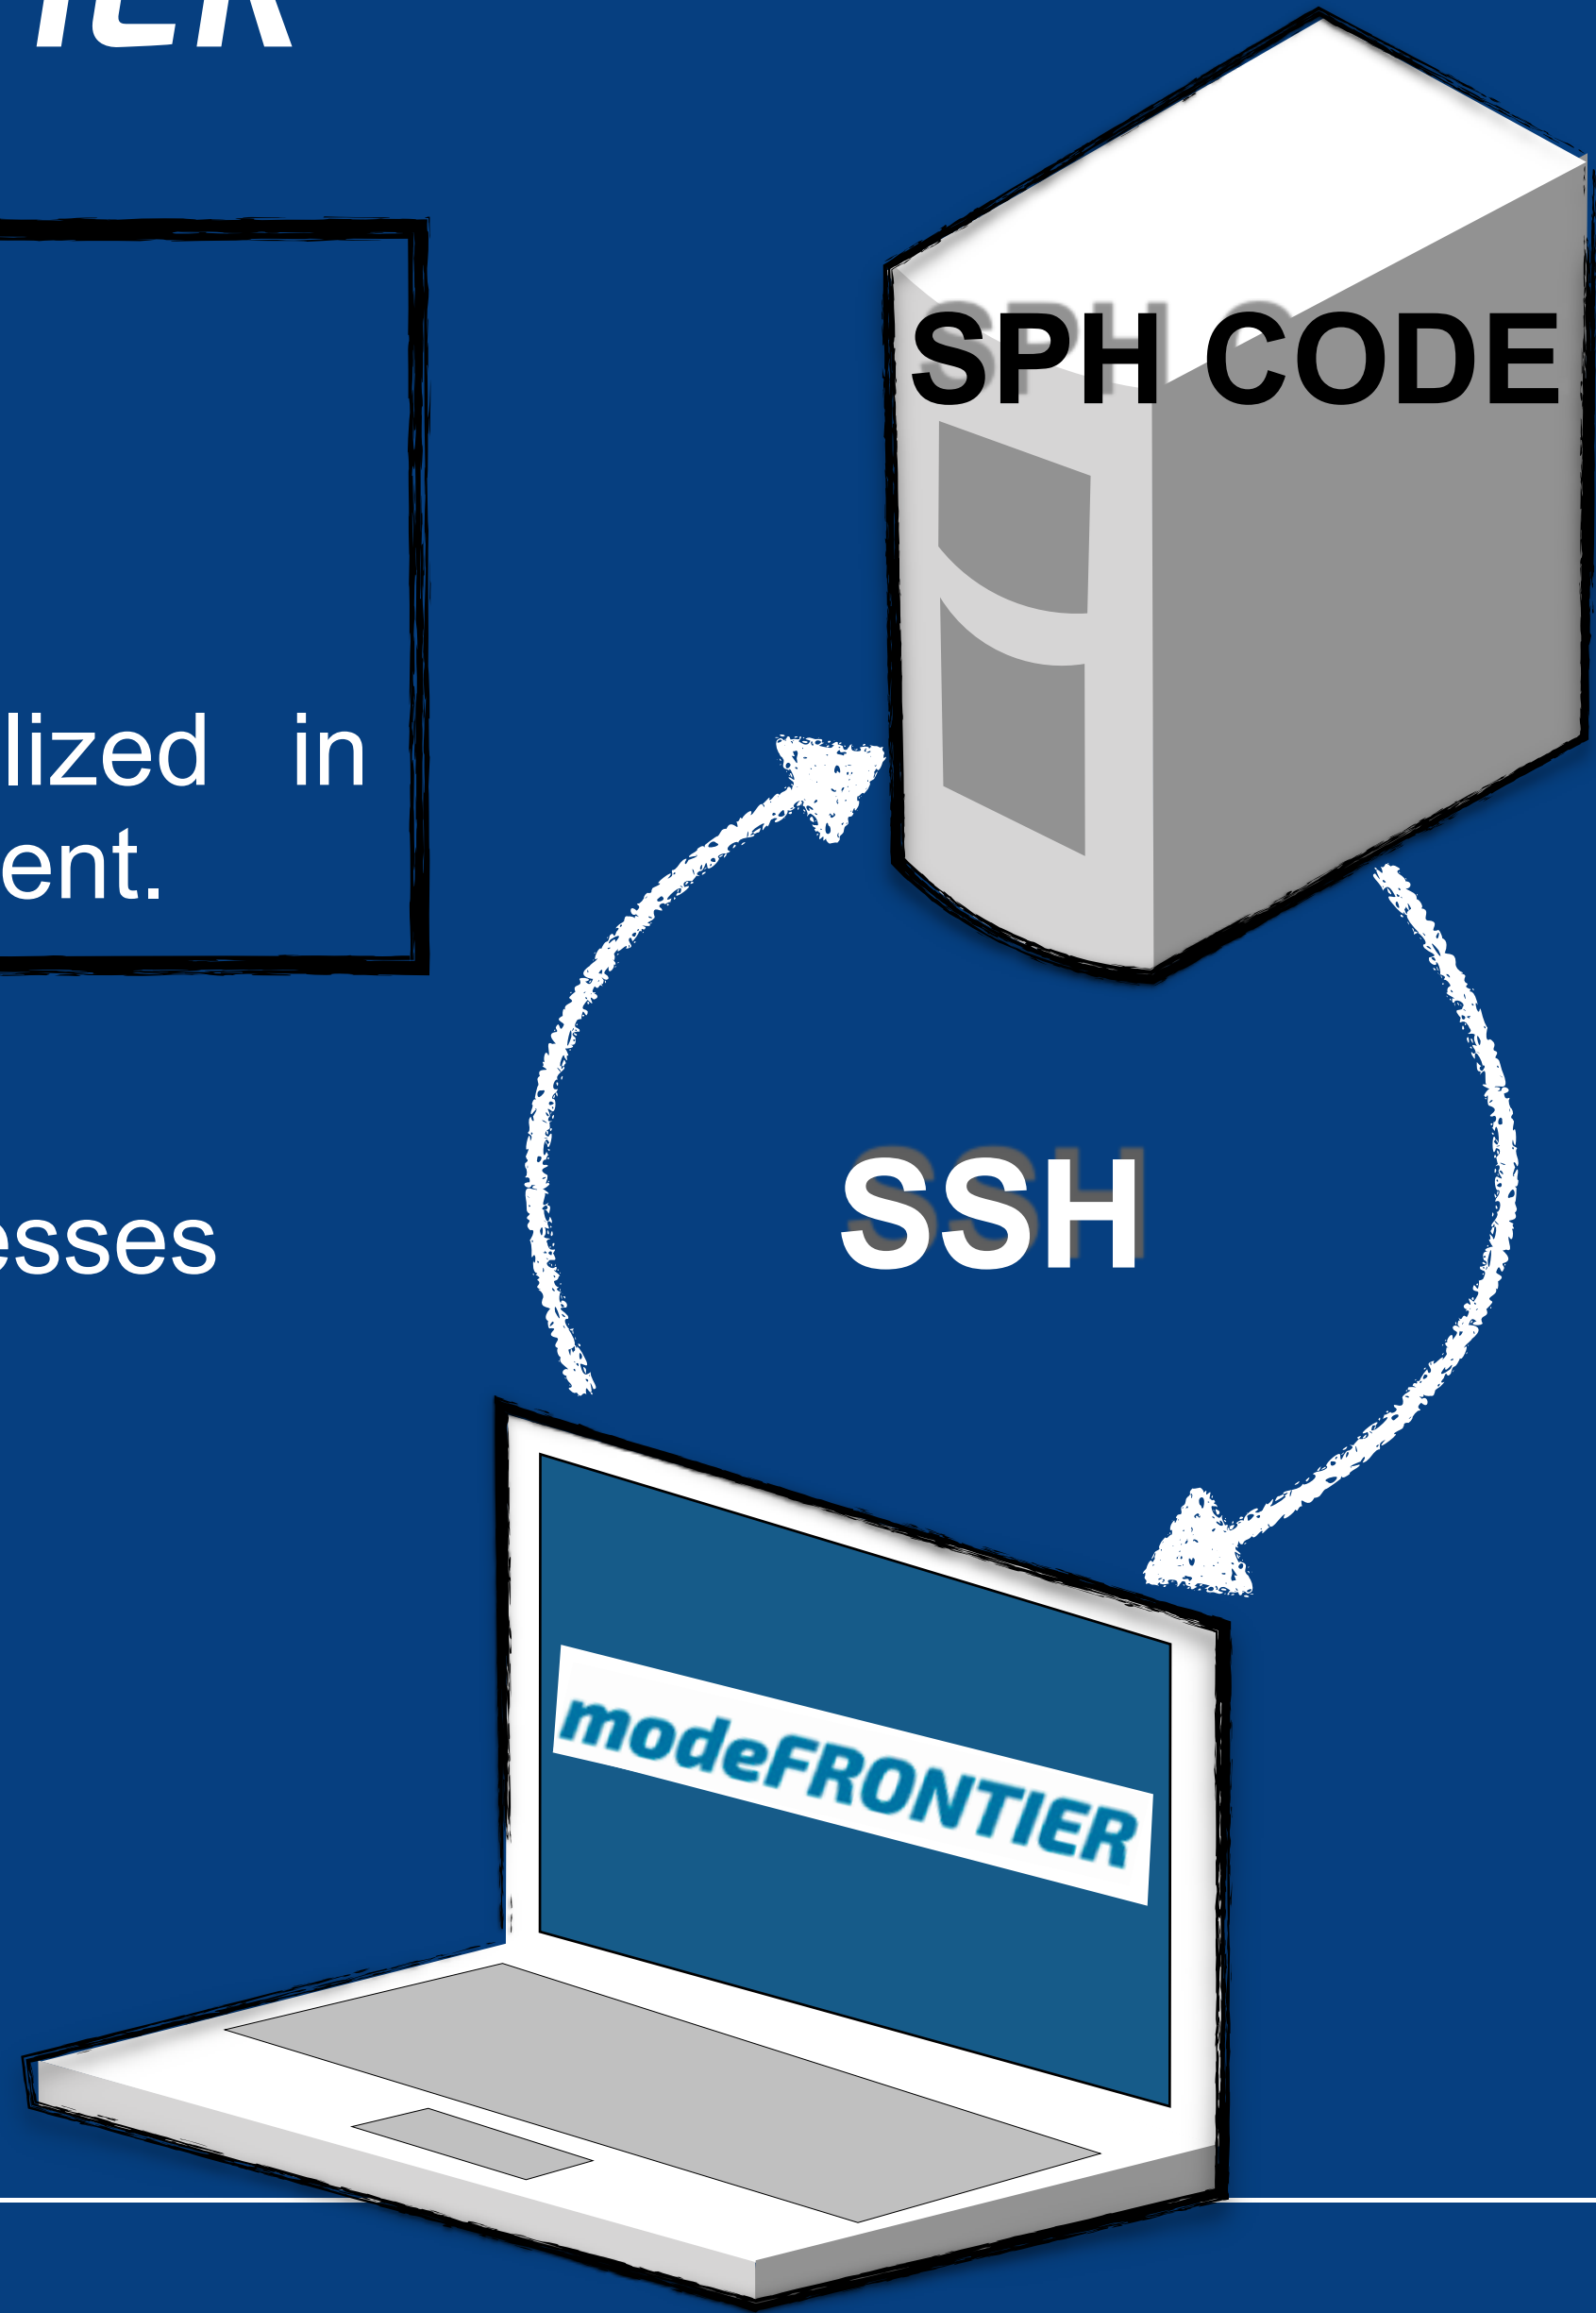 SPH CODE
lized in
ent.
SSH
esses
modeFRONTIER